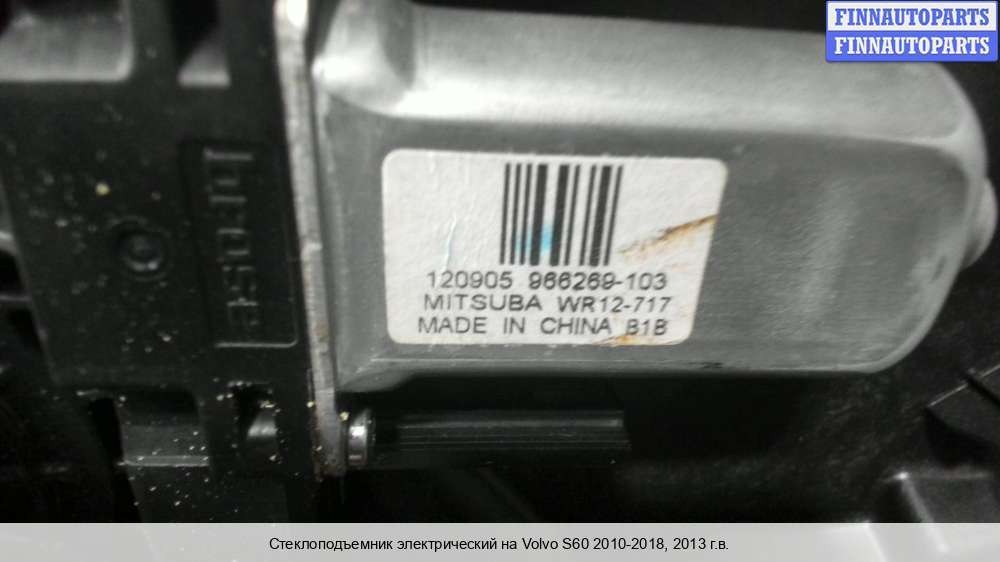 FINNAUTOPARTS
FINNAUTOPARTS
120905 966269-103
MITSUBA WR12-717
MADE IN CHINA B1B
Стеклоподъемник электрический на Volvo S60 2010-2018, 2013 г.в.